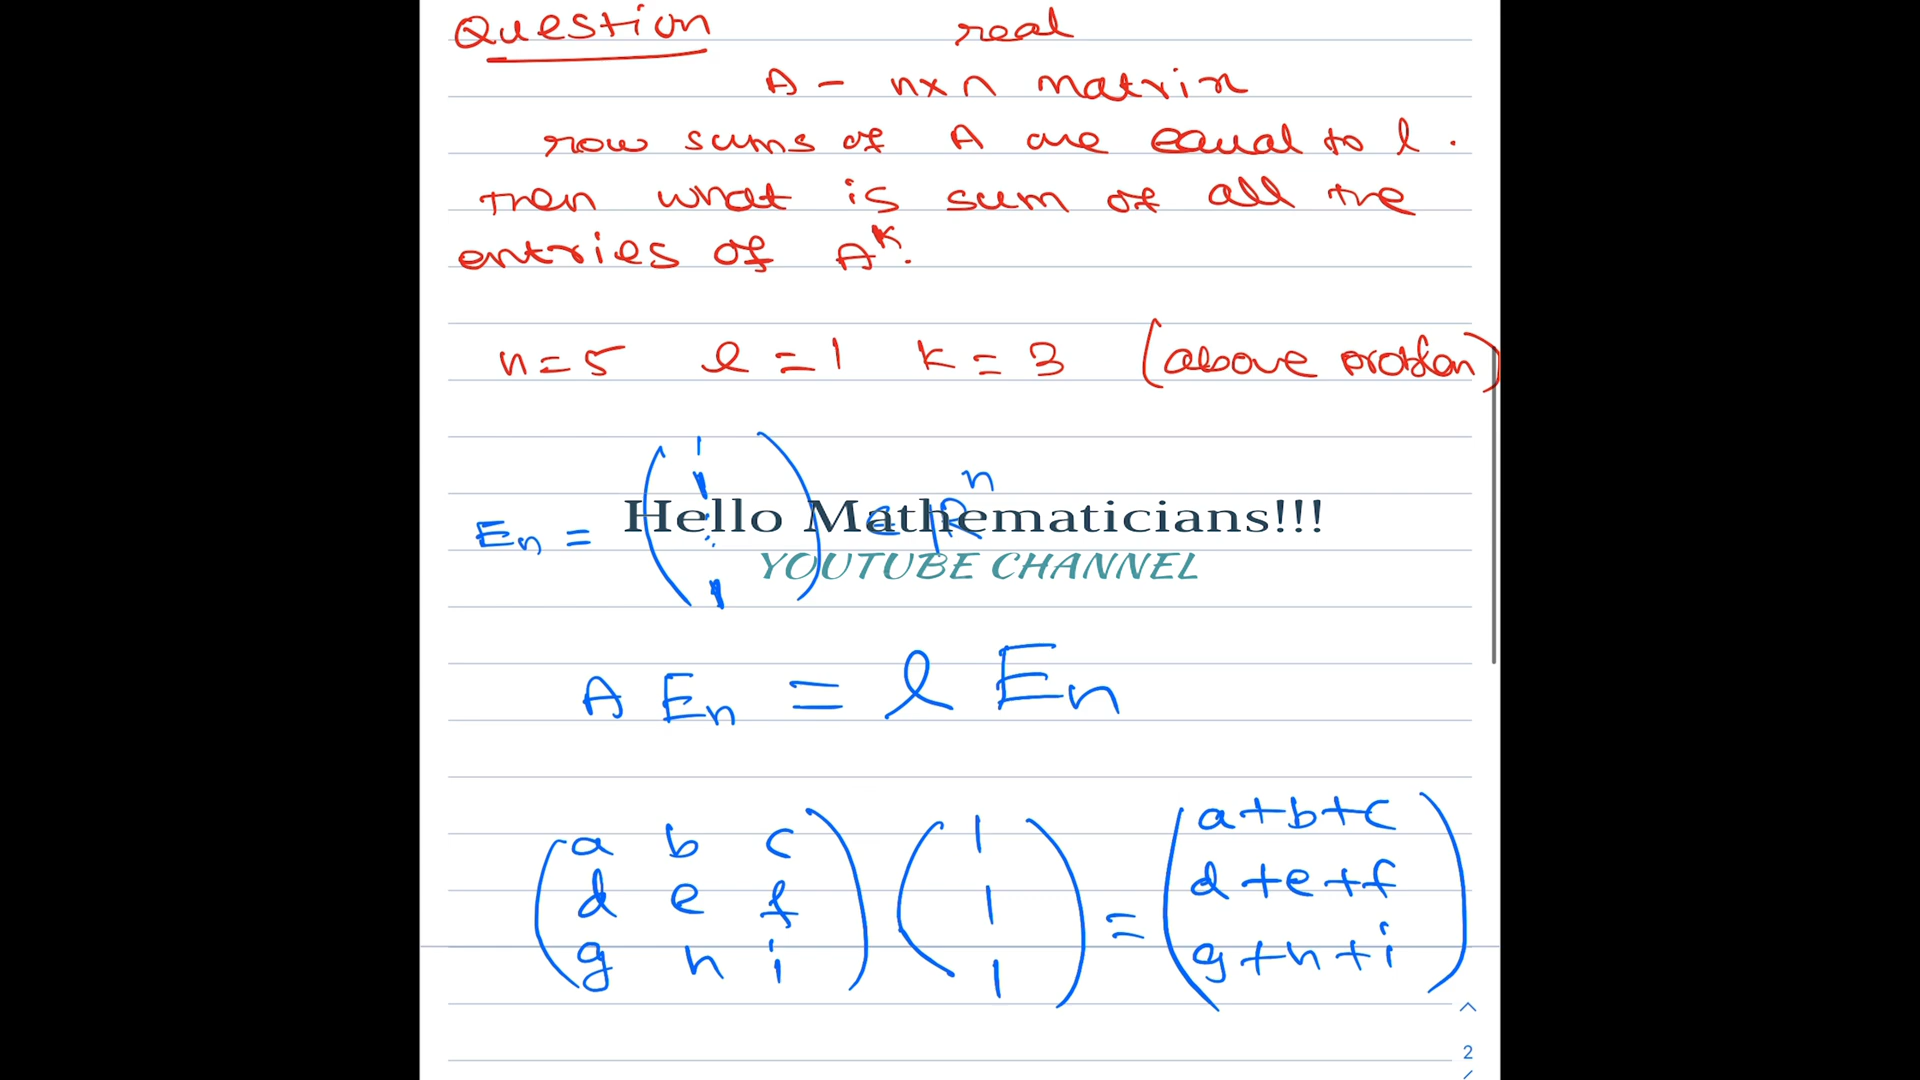 Question
real
A - n×n matrix
row sums of A are equal to l.
then what is sum of all the
entries of A^k.
n=5 l=1 k=3 (above problem)
E_n = (1 1 ⋮ 1) ∈ ℝ^n
Hello Mathematicians!!!
YOUTUBE CHANNEL
A E_n = l E_n
(a b c) (1) = (a+b+c)
(d e f) (1) (d+e+f)
(g h i) (1) (g+h+i)
2